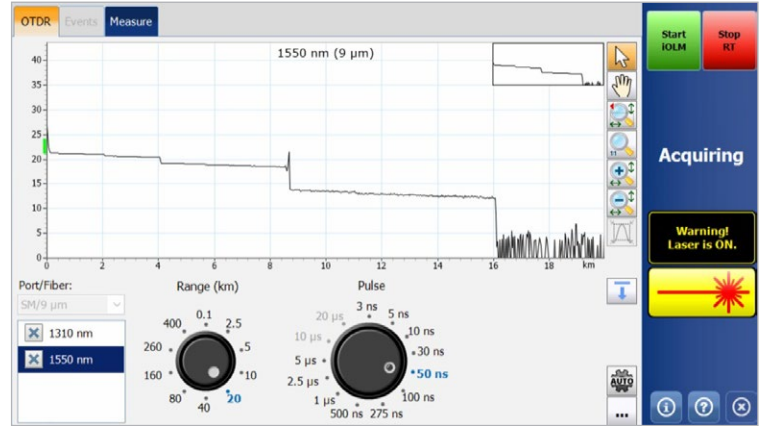 OTDR Events Measure
1550 nm (9 µm)
40
35
30
25
20
15
10
5
0
0 2 4 6 8 10 12 14 16 18 km
Port/Fiber:
SM/9 µm
1310 nm
1550 nm
Range (km)
0.1
400 2.5
260 5
160 10
80 20
40
Pulse
3 ns
20 µs 5 ns
10 µs 10 ns
5 µs 30 ns
2.5 µs 50 ns
1 µs 100 ns
500 ns 275 ns
AUTO
...
Start
iOLM
Stop
RT
Acquiring
Warning!
Laser is ON.